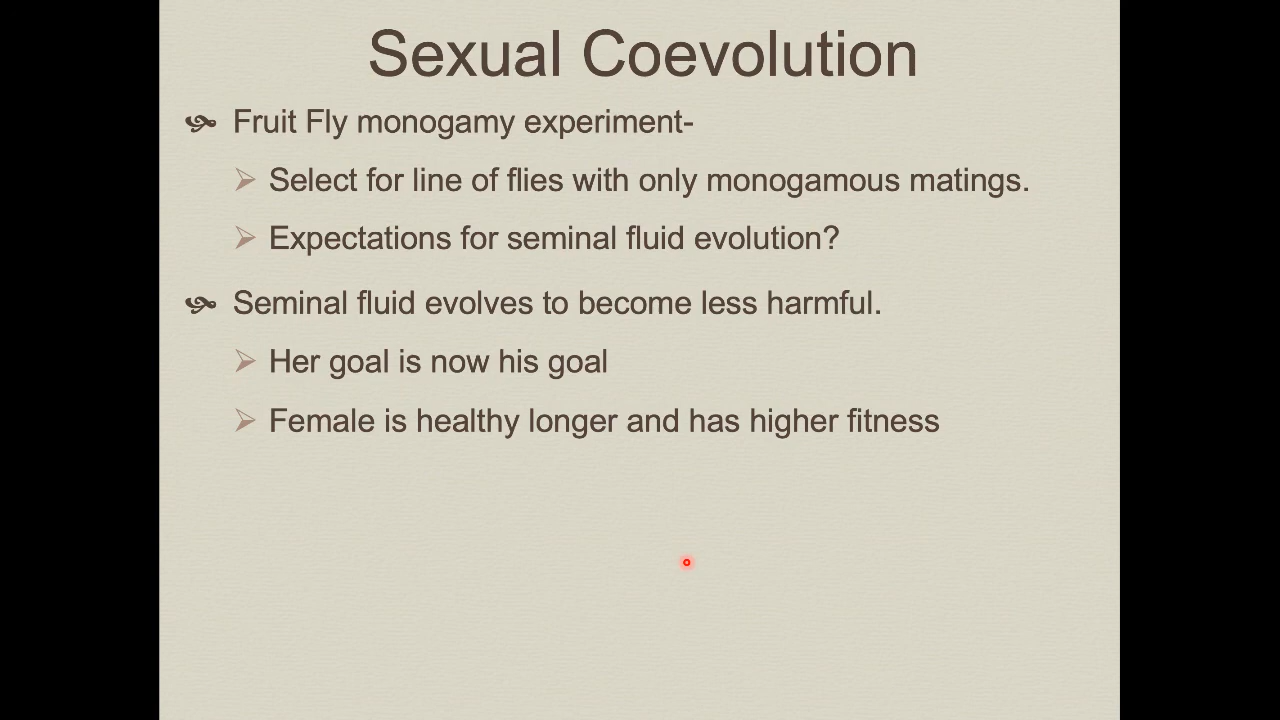 Sexual Coevolution
Fruit Fly monogamy experiment-
Select for line of flies with only monogamous matings.
Expectations for seminal fluid evolution?
Seminal fluid evolves to become less harmful.
Her goal is now his goal
Female is healthy longer and has higher fitness